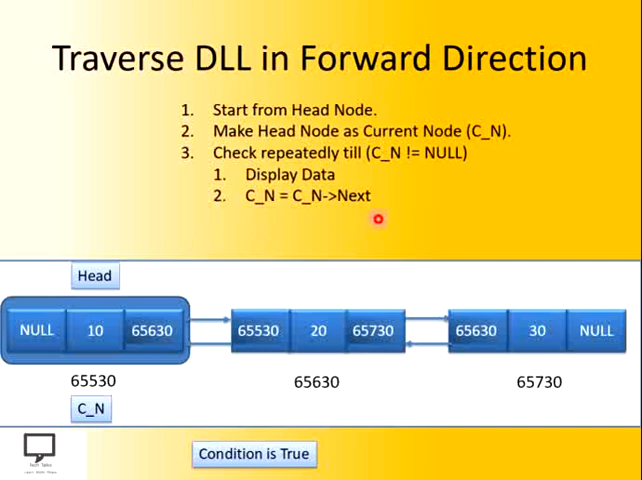 Traverse DLL in Forward Direction
1. Start from Head Node.
2. Make Head Node as Current Node (C_N).
3. Check repeatedly till (C_N != NULL)
1. Display Data
2. C_N = C_N->Next
Head
NULL 10 65630 65530 20 65730 65630 30 NULL
65530 65630 65730
C_N
Condition is True
Tech Talks